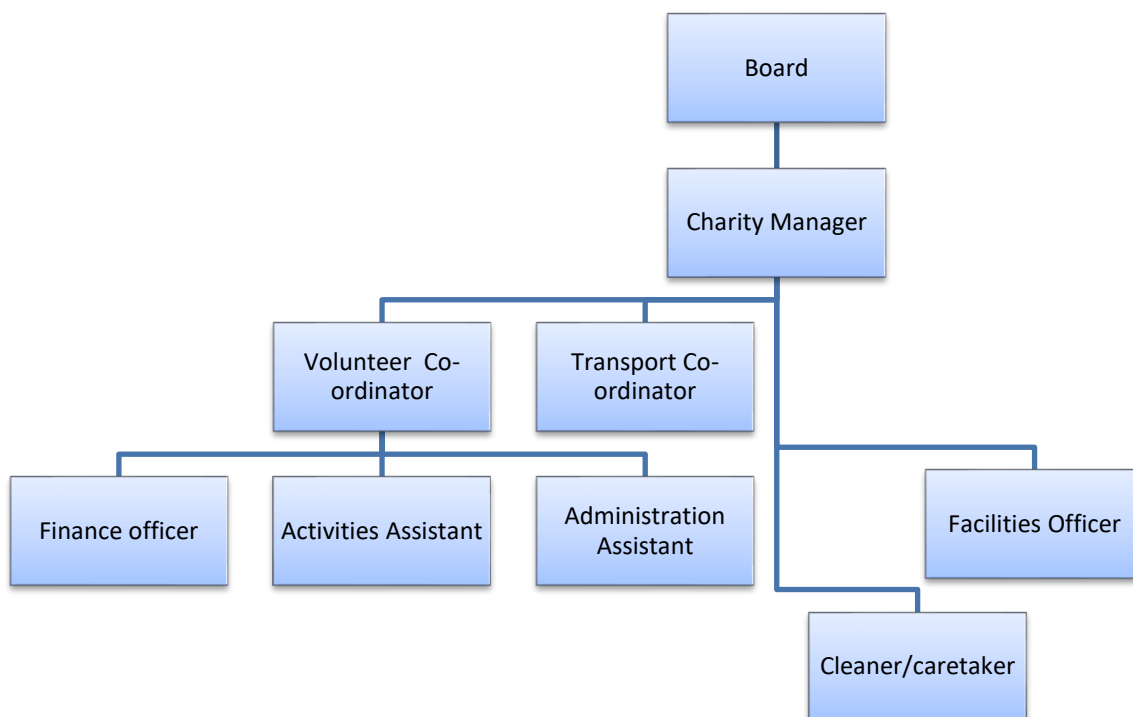 Board
Charity Manager
Volunteer Co-
ordinator
Transport Co-
ordinator
Finance officer
Activities Assistant
Administration
Assistant
Facilities Officer
Cleaner/caretaker